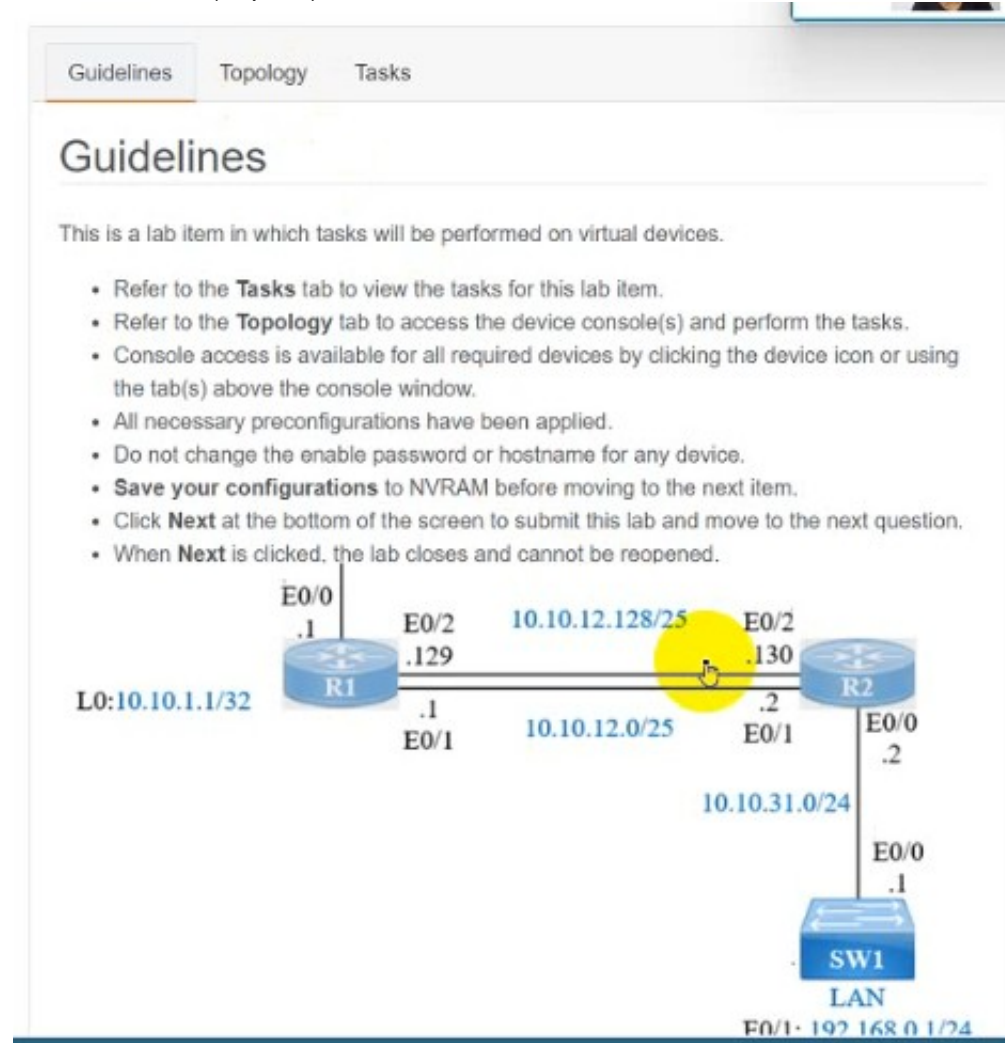 Guidelines Topology Tasks
Guidelines
This is a lab item in which tasks will be performed on virtual devices.
• Refer to the Tasks tab to view the tasks for this lab item.
• Refer to the Topology tab to access the device console(s) and perform the tasks.
• Console access is available for all required devices by clicking the device icon or using
the tab(s) above the console window.
• All necessary preconfigurations have been applied.
• Do not change the enable password or hostname for any device.
• Save your configurations to NVRAM before moving to the next item.
• Click Next at the bottom of the screen to submit this lab and move to the next question.
• When Next is clicked, the lab closes and cannot be reopened.
E0/0
.1
E0/2
.129
10.10.12.128/25
E0/2
.130
R1
R2
L0:10.10.1.1/32
.1
E0/1
10.10.12.0/25
.2
E0/1
E0/0
.2
10.10.31.0/24
E0/0
.1
SW1
LAN
E0/1: 192.168.0.1/24